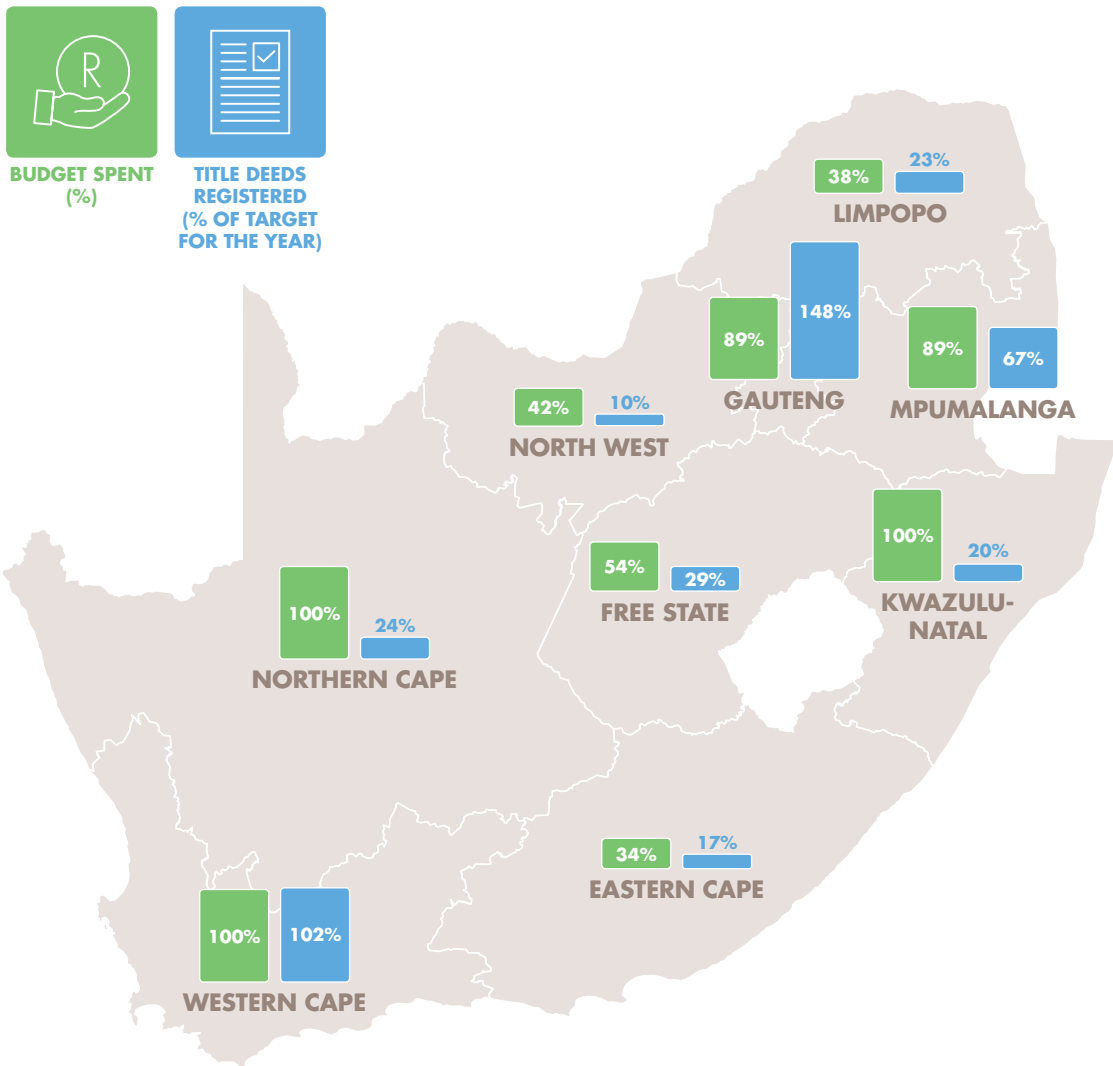 R
BUDGET SPENT
(%)
TITLE DEEDS
REGISTERED
(% OF TARGET
FOR THE YEAR)
38%
23%
LIMPOPO
89%
148%
GAUTENG
89%
67%
MPUMALANGA
42%
10%
NORTH WEST
100%
20%
KWAZULU-
NATAL
54%
29%
FREE STATE
100%
24%
NORTHERN CAPE
34%
17%
EASTERN CAPE
100%
102%
WESTERN CAPE